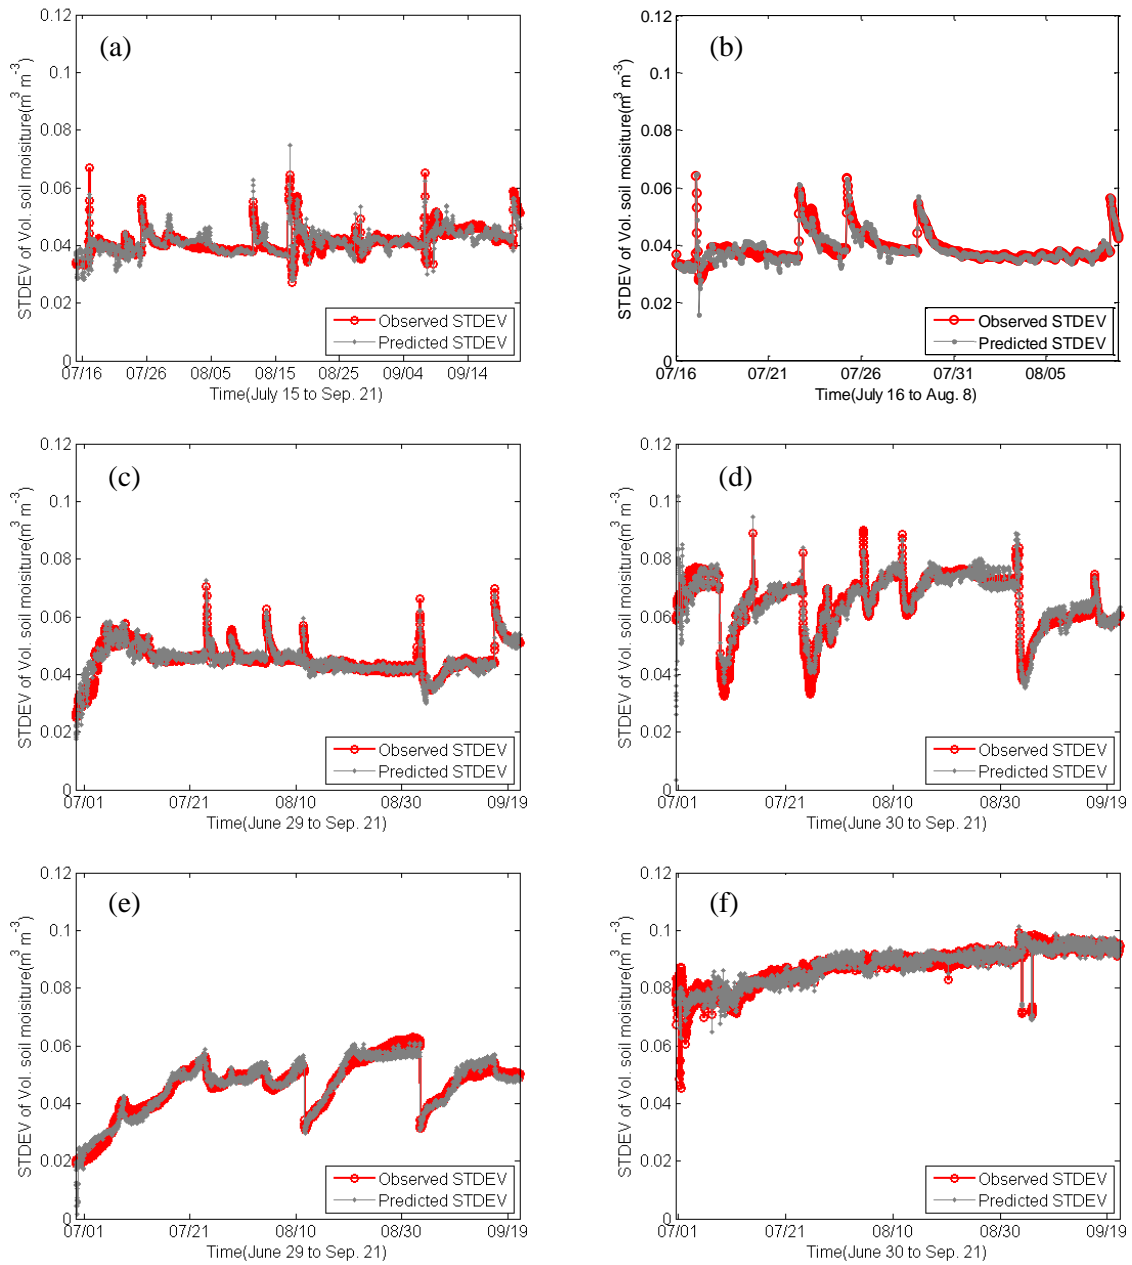 (a)
0.12
0.1
0.08
0.06
0.04
0.02
0
STDEV of Vol. soil moisiture(m³ m⁻³)
Observed STDEV
Predicted STDEV
07/16 07/26 08/05 08/15 08/25 09/04 09/14
Time(July 15 to Sep. 21)
(b)
0.12
0.1
0.08
0.06
0.04
0.02
0
STDEV of Vol. soil moisiture(m³ m⁻³)
Observed STDEV
Predicted STDEV
07/16 07/21 07/26 07/31 08/05
Time(July 16 to Aug. 8)
(c)
0.12
0.1
0.08
0.06
0.04
0.02
0
STDEV of Vol. soil moisiture(m³ m⁻³)
Observed STDEV
Predicted STDEV
07/01 07/21 08/10 08/30 09/19
Time(June 29 to Sep. 21)
(d)
0.12
0.1
0.08
0.06
0.04
0.02
0
STDEV of Vol. soil moisiture(m³ m⁻³)
Observed STDEV
Predicted STDEV
07/01 07/21 08/10 08/30 09/19
Time(June 30 to Sep. 21)
(e)
0.12
0.1
0.08
0.06
0.04
0.02
0
STDEV of Vol. soil moisiture(m³ m⁻³)
Observed STDEV
Predicted STDEV
07/01 07/21 08/10 08/30 09/19
Time(June 29 to Sep. 21)
(f)
0.12
0.1
0.08
0.06
0.04
0.02
0
STDEV of Vol. soil moisiture(m³ m⁻³)
Observed STDEV
Predicted STDEV
07/01 07/21 08/10 08/30 09/19
Time(June 30 to Sep. 21)